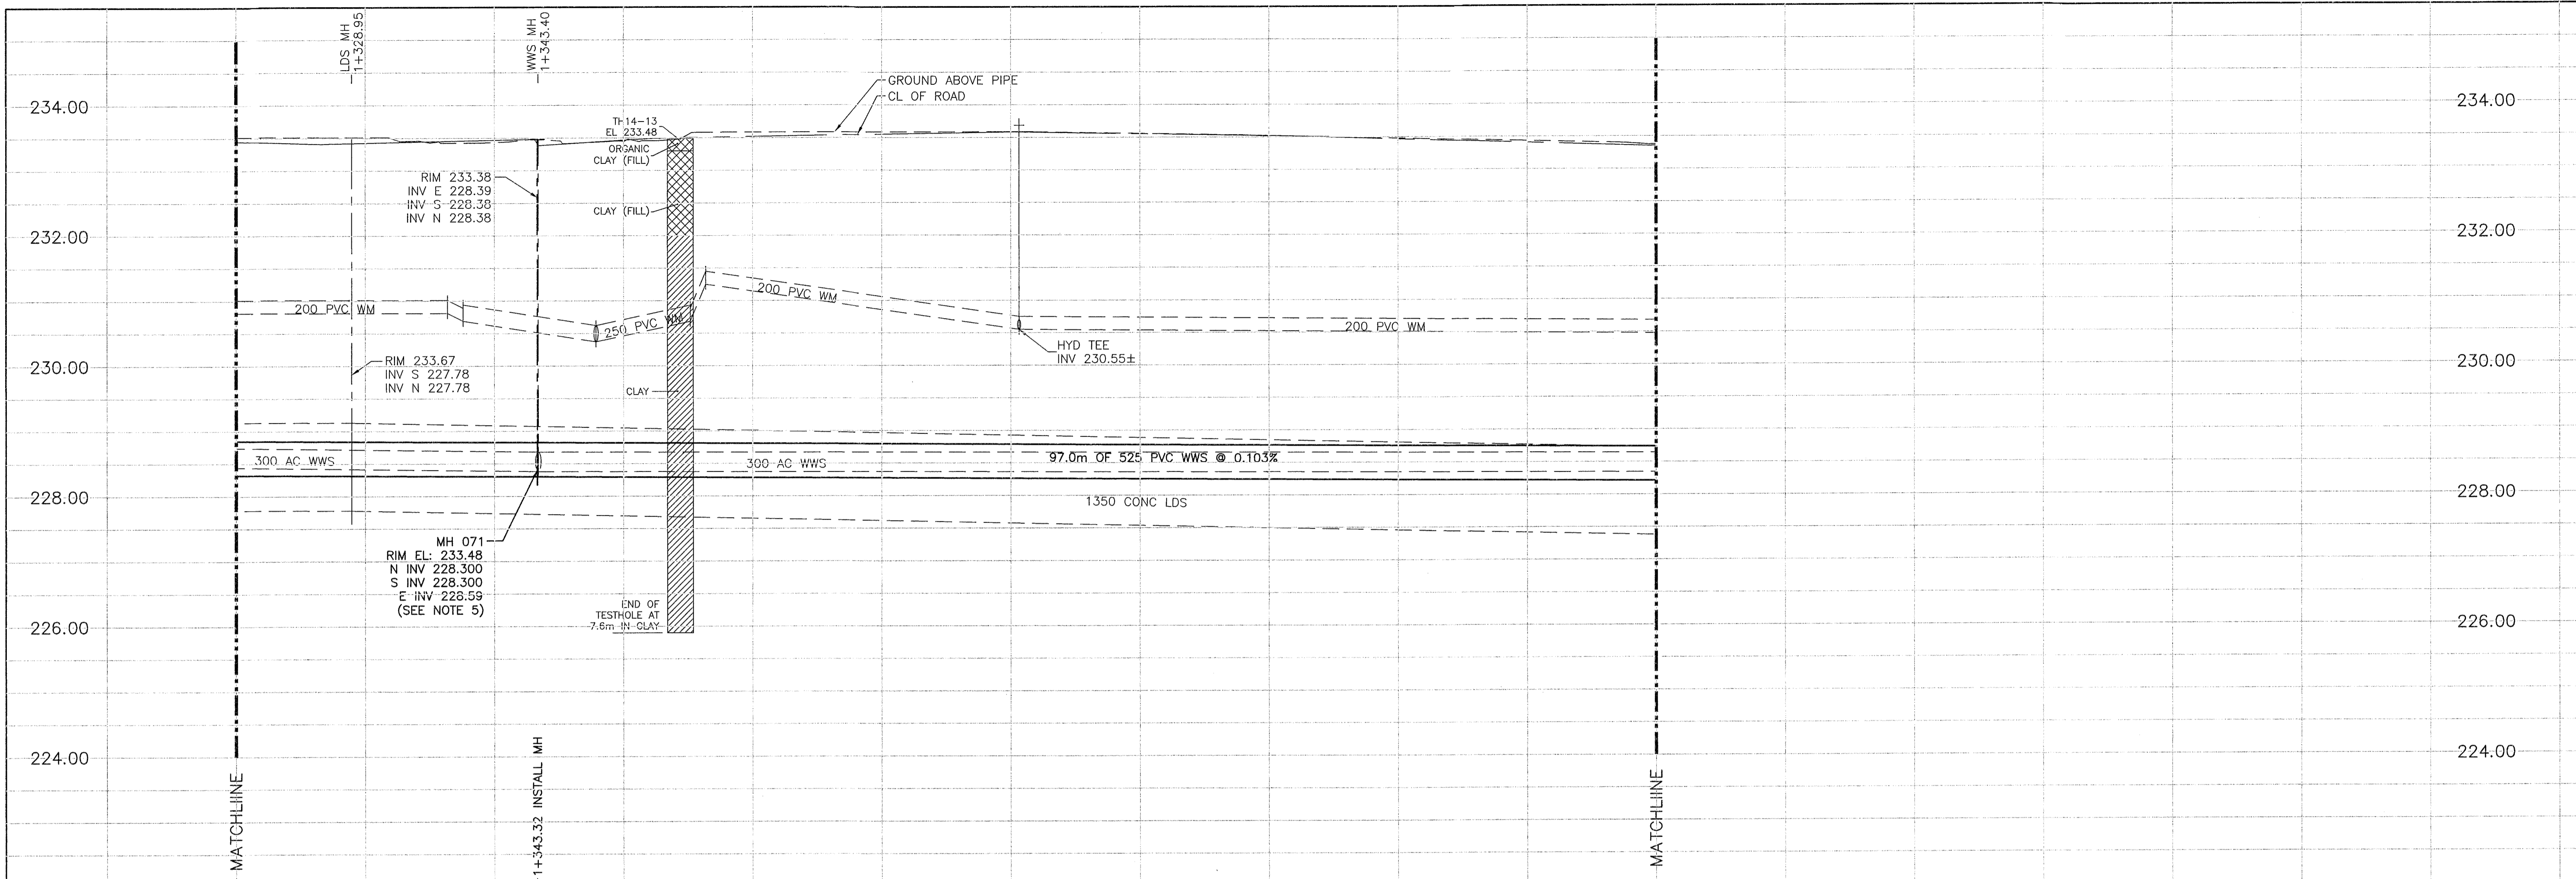 LDS MH
1+328.95
WWS MH
1+343.40
GROUND ABOVE PIPE
CL OF ROAD
234.00
234.00
TH14-13
EL 233.48
ORGANIC
CLAY (FILL)
RIM 233.38
INV E 228.39
INV S 228.38
INV N 228.38
CLAY (FILL)
232.00
232.00
200 PVC WM
250 PVC WM
200 PVC WM
200 PVC WM
HYD TEE
INV 230.55±
230.00
230.00
RIM 233.67
INV S 227.78
INV N 227.78
CLAY
300 AC WWS
300 AC WWS
97.0m OF 525 PVC WWS @ 0.103%
228.00
228.00
1350 CONC LDS
MH 071
RIM EL: 233.48
N INV 228.300
S INV 228.300
E INV 228.59
(SEE NOTE 5)
END OF
TESTHOLE AT
7.6m IN CLAY
226.00
226.00
224.00
224.00
MATCHLIINE
1+343.32 INSTALL MH
MATCHLIINE